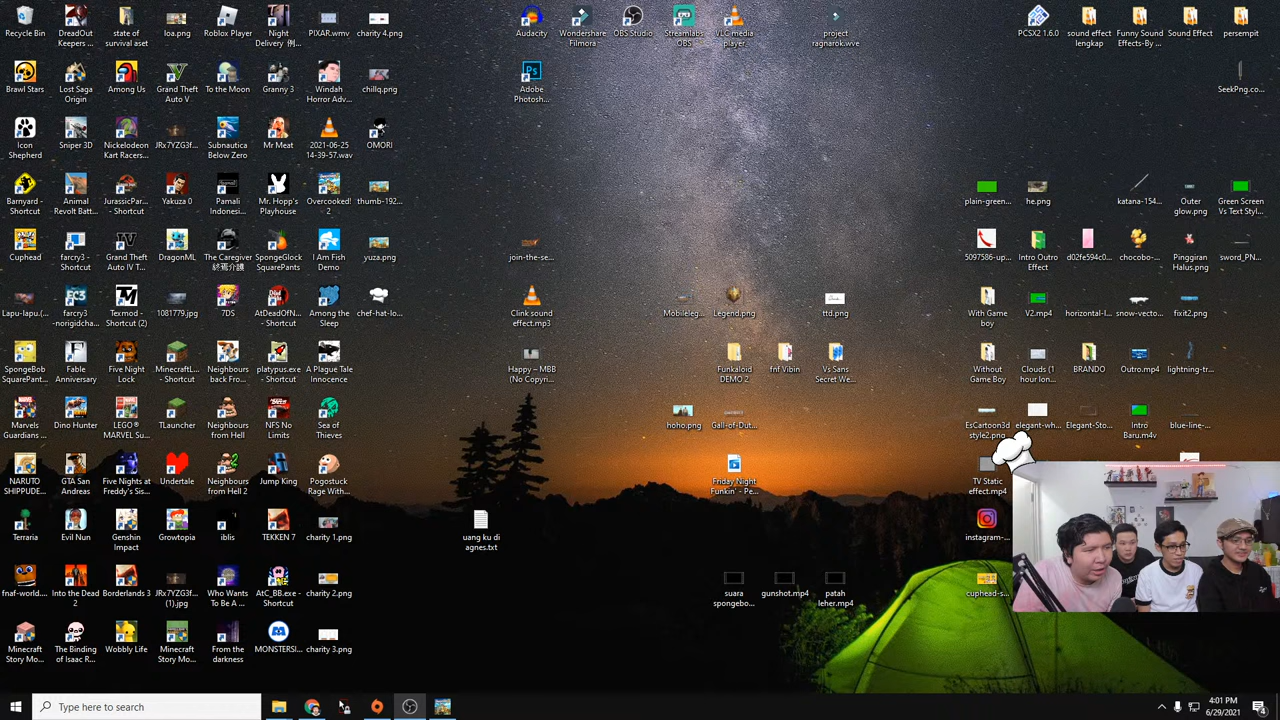 Recycle Bin
DreadOut Keepers ...
state of survival asset
loa.png
Roblox Player
Night Delivery 例...
PIXAR.wmv
charity 4.png
Audacity
Wondershare Filmora
OBS Studio
Streamlabs OBS
VLC media player
project ragnarok.wve
PCSX2 1.6.0
sound effect lengkap
Funny Sound Effects-By ...
Sound Effect
persempit
Brawl Stars
Lost Saga Origin
Among Us
Grand Theft Auto V
To the Moon
Granny 3
Windah Horror Adv...
chillq.png
Adobe Photosh...
SeekPng.co...
Icon Shepherd
Sniper 3D
Nickelodeon Kart Racers...
JRx7YZG3f...
Subnautica Below Zero
Mr Meat
2021-06-25 14-39-57.wav
OMORI
Barnyard - Shortcut
Animal Revolt Batt...
JurassicPar... - Shortcut
Yakuza 0
Pamali Indonesi...
Mr. Hopp's Playhouse
Overcooked! 2
thumb-192...
plain-green...
he.png
katana-154...
Outer glow.png
Green Screen Vs Text Styl...
Cuphead
farcry3 - Shortcut
Grand Theft Auto IV T...
DragonML
The Caregiver 終焉介護
SpongeGlock SquarePants
I Am Fish Demo
yuza.png
join-the-se...
5097586-up...
Intro Outro Effect
d02fe594c0...
chocobo-...
Pinggiran Halus.png
sword_PN...
Lapu-lapu.(...
farcry3 -norigidcha...
Texmod - Shortcut (2)
1081779.jpg
7DS
AtDeadOfN... - Shortcut
Among the Sleep
chef-hat-lo...
Clink sound effect.mp3
Mobileleg...
Legend.png
ttd.png
With Game boy
V2.mp4
horizontal-l...
snow-vecto...
fixit2.png
SpongeBob SquarePant...
Fable Anniversary
Five Night Lock
MinecraftL... - Shortcut
Neighbours back Fro...
platypus.exe - Shortcut
A Plague Tale Innocence
Happy – MBB (No Copyri...
Funkaloid DEMO 2
fnf Vibin
Vs Sans Secret We...
Without Game Boy
Clouds (1 hour lon...
BRANDO
Outro.mp4
lightning-tr...
Marvels Guardians ...
Dino Hunter
LEGO® MARVEL Su...
TLauncher
Neighbours from Hell
NFS No Limits
Sea of Thieves
hoho.png
Gall-of-Dut...
EsCartoon3d style2.png
elegant-wh...
Elegant-Sto...
Intro Baru.m4v
blue-line-...
NARUTO SHIPPUDE...
GTA San Andreas
Five Nights at Freddy's Sis...
Undertale
Neighbours from Hell 2
Jump King
Pogostuck Rage With...
Friday Night Funkin' - Pe...
TV Static effect.mp4
Terraria
Evil Nun
Genshin Impact
Growtopia
iblis
TEKKEN 7
charity 1.png
uang ku di agnes.txt
instagram-...
fnaf-world....
Into the Dead 2
Borderlands 3
JRx7YZG3f... (1).jpg
Who Wants To Be A ...
AtC_BB.exe - Shortcut
charity 2.png
suara spongebo...
gunshot.mp4
patah leher.mp4
cuphead-s...
Minecraft Story Mo...
The Binding of Isaac R...
Wobbly Life
Minecraft Story Mo...
From the darkness
MONSTERSI...
charity 3.png
Type here to search
4:01 PM
6/29/2021